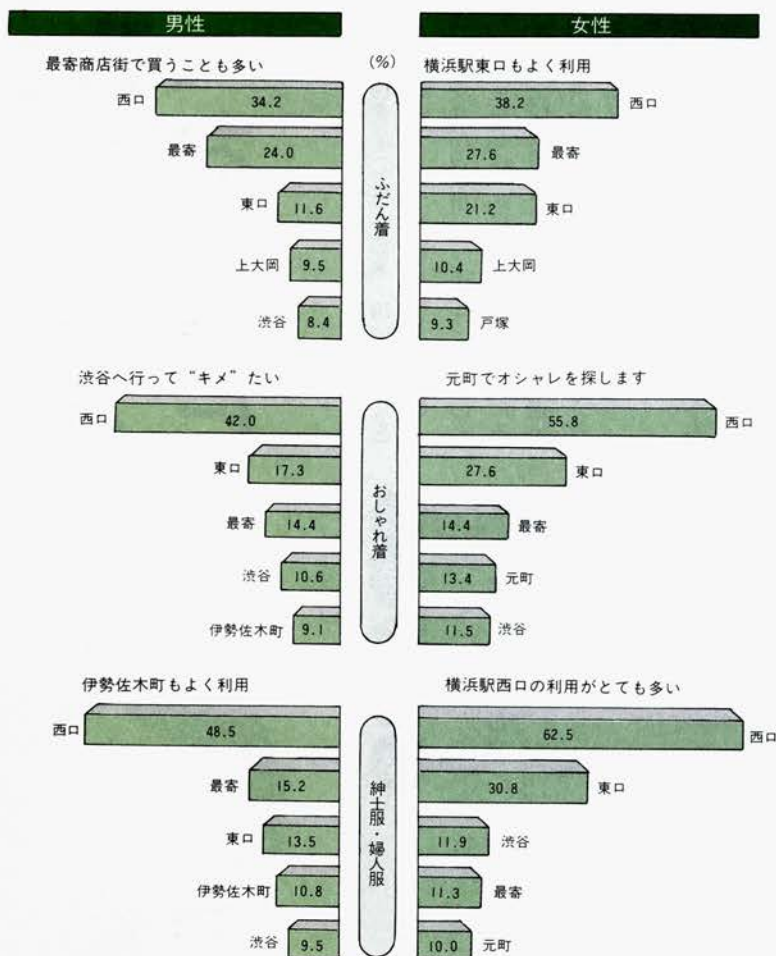 男性
女性
(%)
最寄商店街で買うことも多い
横浜駅東口もよく利用
ふだん着
西口 34.2
38.2 西口
最寄 24.0
27.6 最寄
東口 11.6
21.2 東口
上大岡 9.5
10.4 上大岡
渋谷 8.4
9.3 戸塚
渋谷へ行って“キメ”たい
元町でオシャレを探します
おしゃれ着
西口 42.0
55.8 西口
東口 17.3
27.6 東口
最寄 14.4
14.4 最寄
渋谷 10.6
13.4 元町
伊勢佐木町 9.1
11.5 渋谷
伊勢佐木町もよく利用
横浜駅西口の利用がとても多い
紳士服・婦人服
西口 48.5
62.5 西口
最寄 15.2
30.8 東口
東口 13.5
11.9 渋谷
伊勢佐木町 10.8
11.3 最寄
渋谷 9.5
10.0 元町